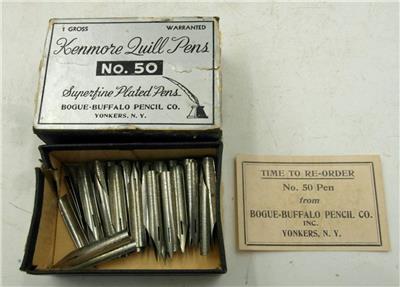 1 GROSS WARRANTED
Kenmore Quill Pens
No. 50
Superfine Plated Pens
BOGUE-BUFFALO PENCIL CO.
YONKERS, N. Y.
TIME TO RE-ORDER
No. 50 Pen
from
BOGUE-BUFFALO PENCIL CO.
INC.
YONKERS, N. Y.